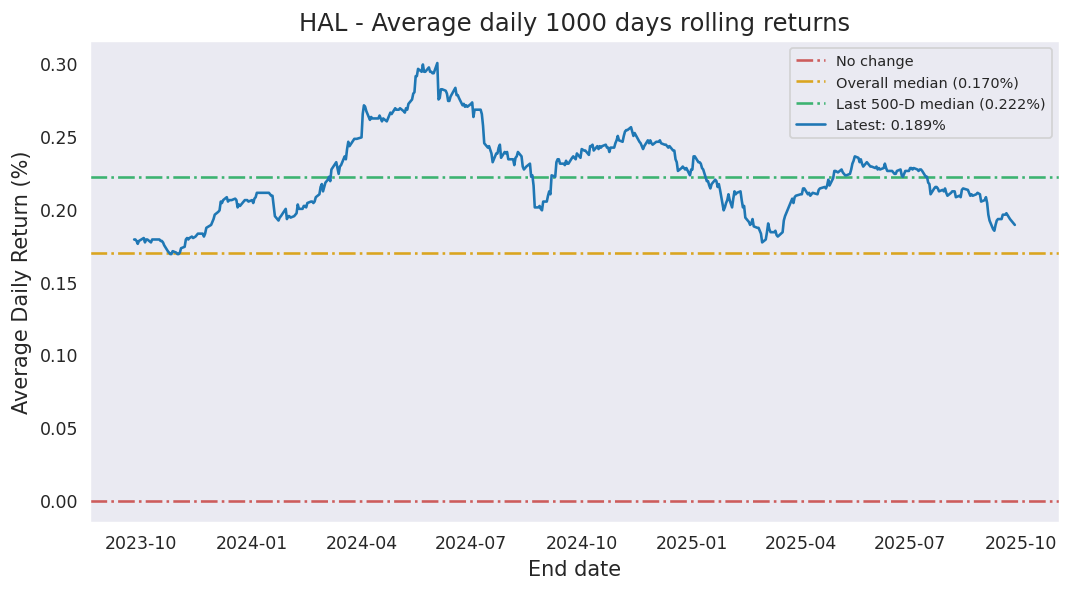 HAL - Average daily 1000 days rolling returns
No change
Overall median (0.170%)
Last 500-D median (0.222%)
Latest: 0.189%
Average Daily Return (%)
0.30
0.25
0.20
0.15
0.10
0.05
0.00
2023-10 2024-01 2024-04 2024-07 2024-10 2025-01 2025-04 2025-07 2025-10
End date